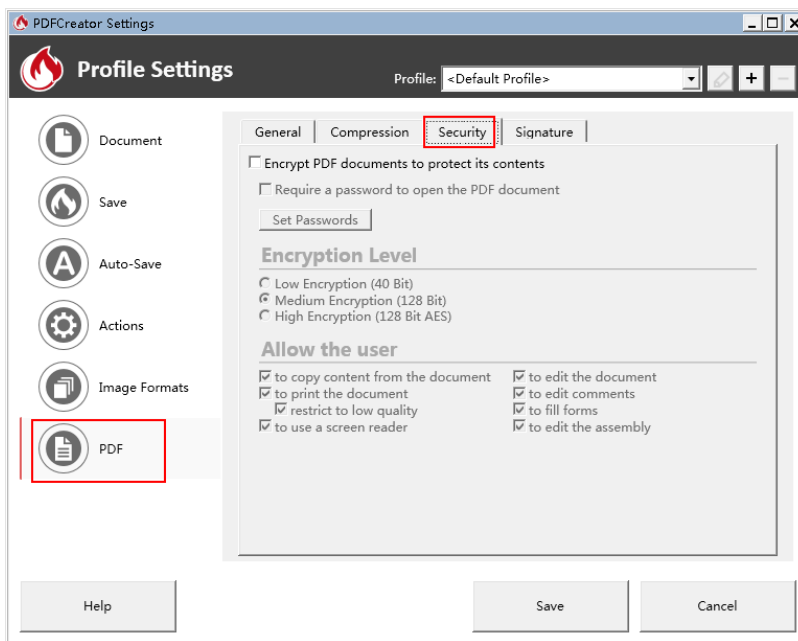 PDFCreator Settings
Profile Settings
Profile: <Default Profile>
Document
Save
Auto-Save
Actions
Image Formats
PDF
General Compression Security Signature
Encrypt PDF documents to protect its contents
Require a password to open the PDF document
Set Passwords
Encryption Level
Low Encryption (40 Bit)
Medium Encryption (128 Bit)
High Encryption (128 Bit AES)
Allow the user
to copy content from the document
to print the document
restrict to low quality
to use a screen reader
to edit the document
to edit comments
to fill forms
to edit the assembly
Help Save Cancel